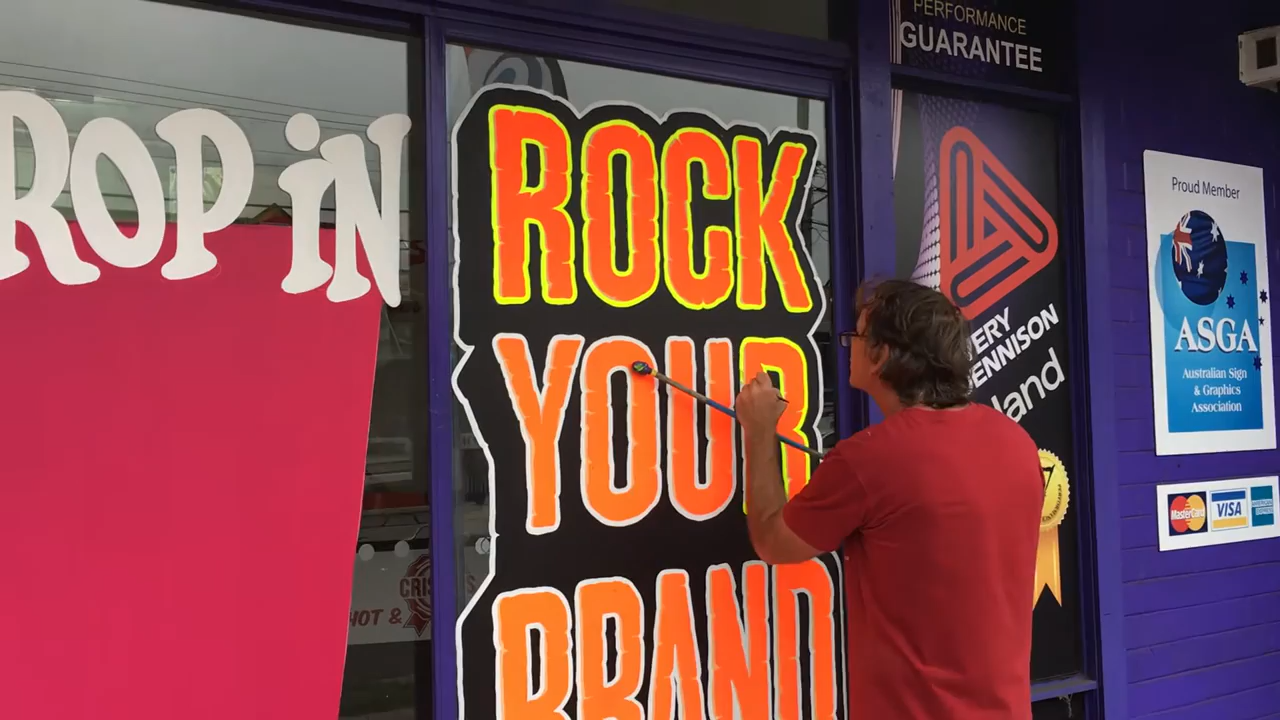 ROP iN
ROCK
YOUR
BRAND
PERFORMANCE
GUARANTEE
ERY
ENNISON
land
Proud Member
ASGA
Australian Sign
& Graphics
Association
MasterCard
VISA
HOT &